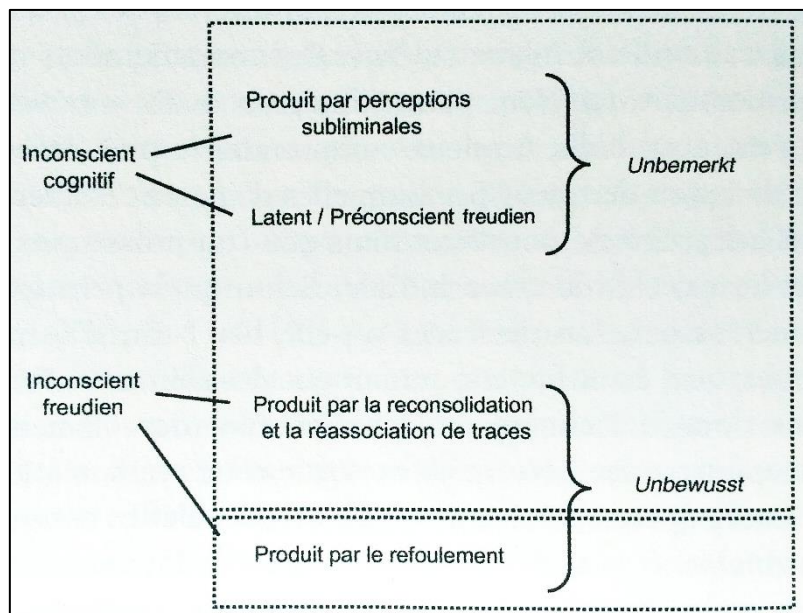 Produit par perceptions
subliminales
Inconscient
cognitif
Unbemerkt
Latent / Préconscient freudien
Inconscient
freudien
Produit par la reconsolidation
et la réassociation de traces
Unbewusst
Produit par le refoulement